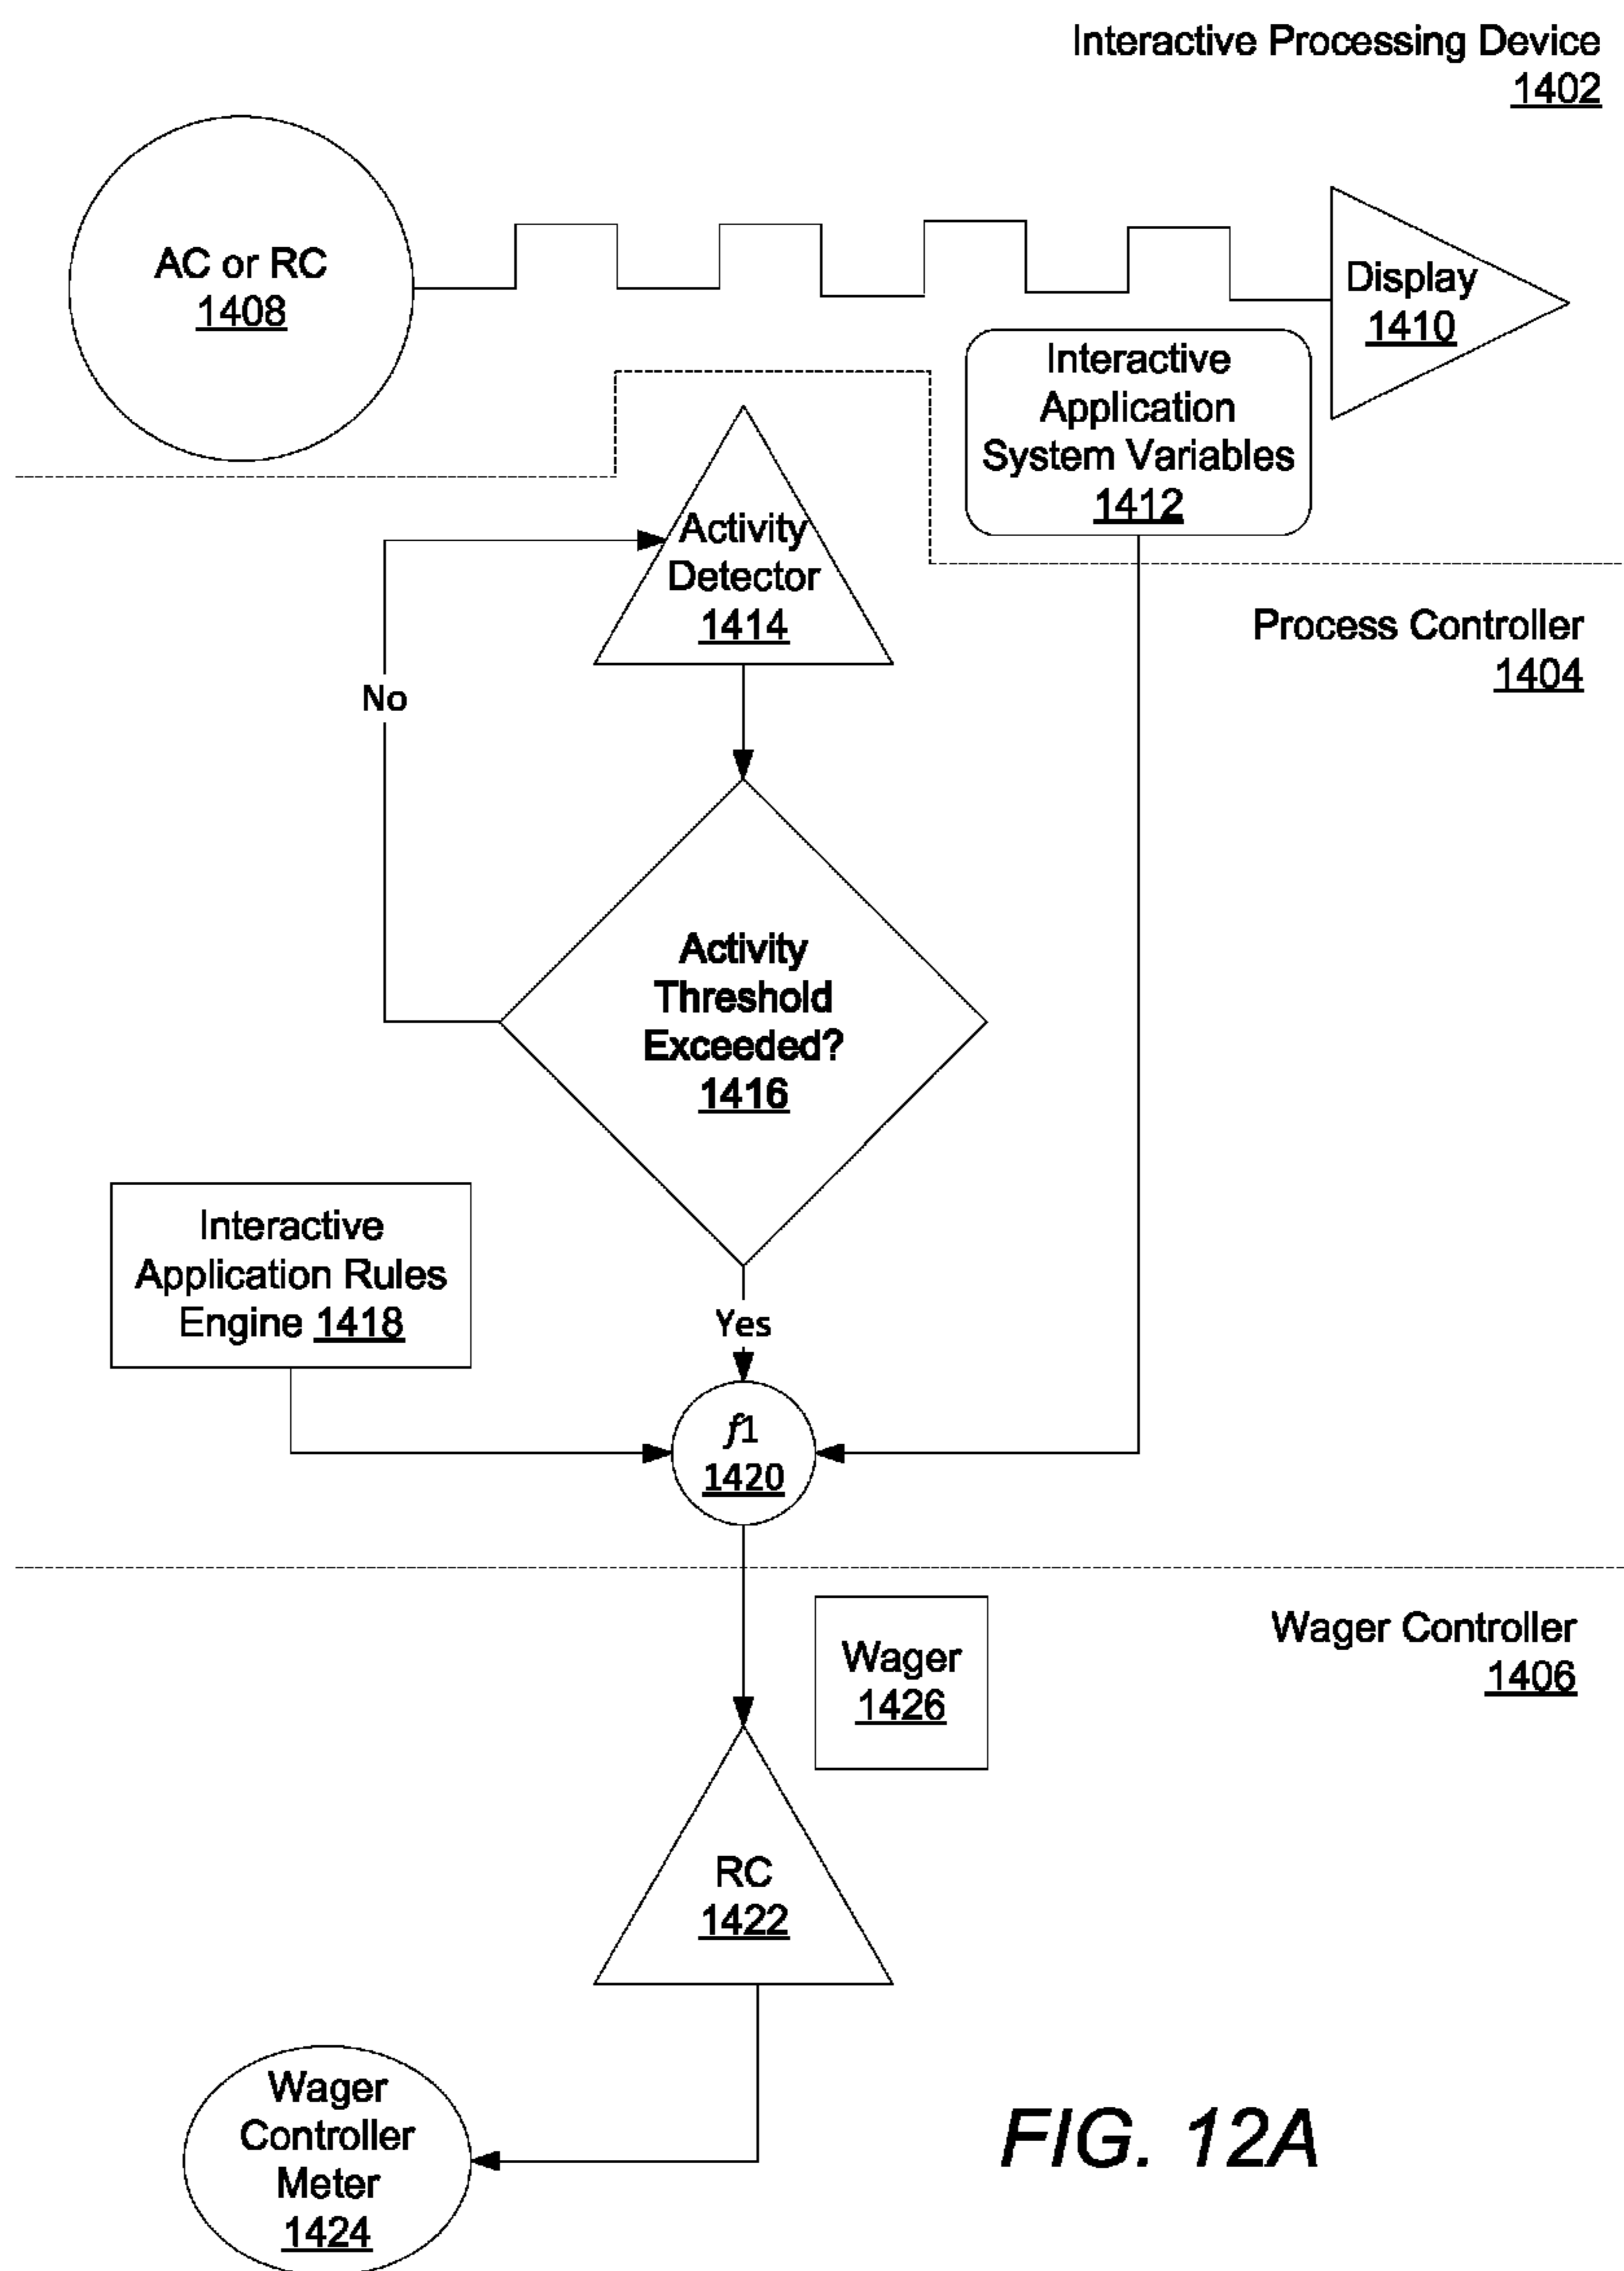 Interactive Processing Device
1402
AC or RC
1408
Display
1410
Interactive
Application
System Variables
1412
Activity
Detector
1414
Process Controller
1404
No
Activity
Threshold
Exceeded?
1416
Interactive
Application Rules
Engine 1418
Yes
f1
1420
Wager
1426
Wager Controller
1406
RC
1422
Wager
Controller
Meter
1424
FIG. 12A